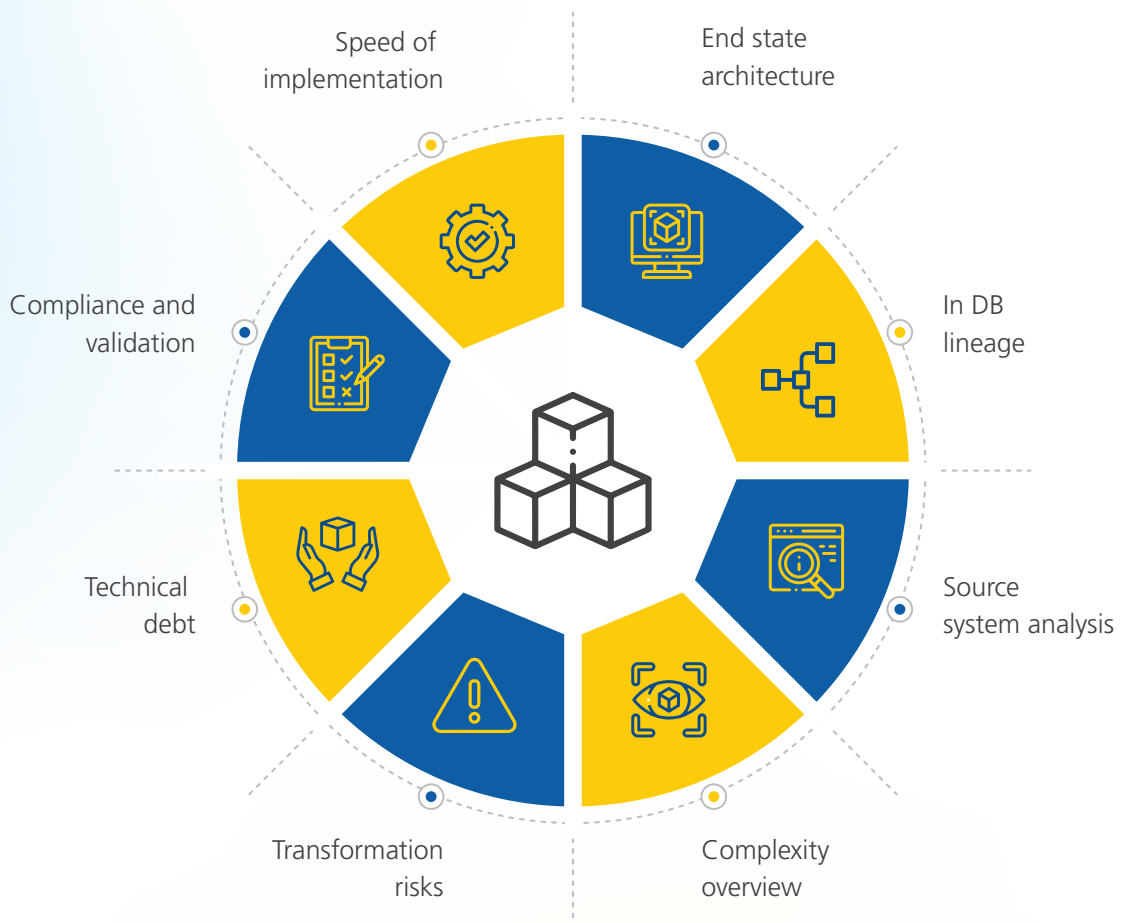 Speed of
implementation
End state
architecture
Compliance and
validation
In DB
lineage
Technical
debt
Source
system analysis
Transformation
risks
Complexity
overview